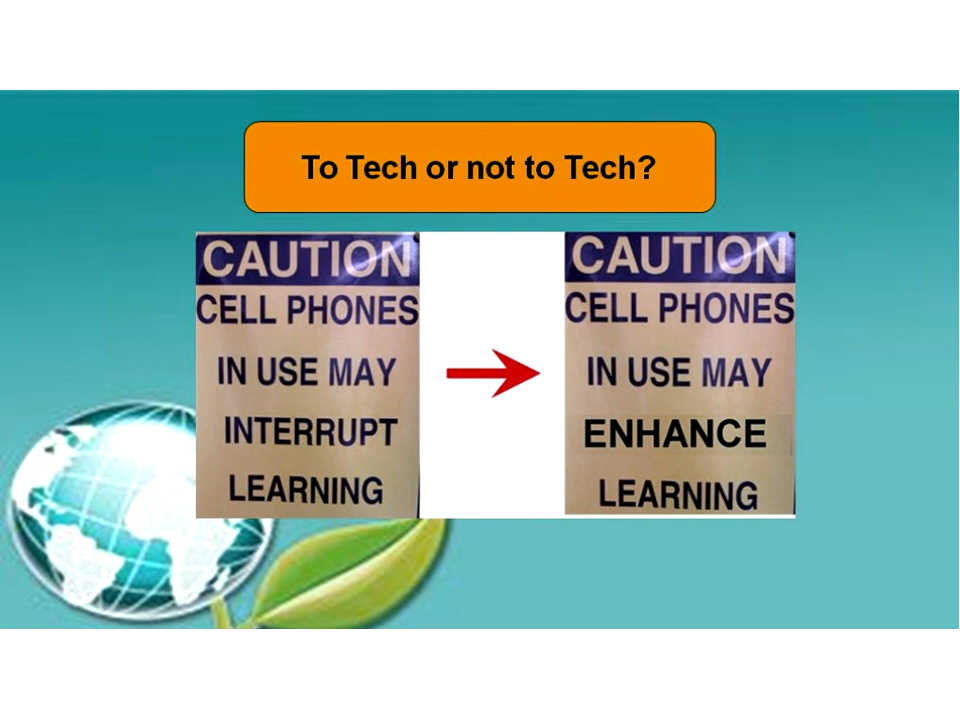 To Tech or not to Tech?
CAUTION
CELL PHONES
IN USE MAY
INTERRUPT
LEARNING
CAUTION
CELL PHONES
IN USE MAY
ENHANCE
LEARNING